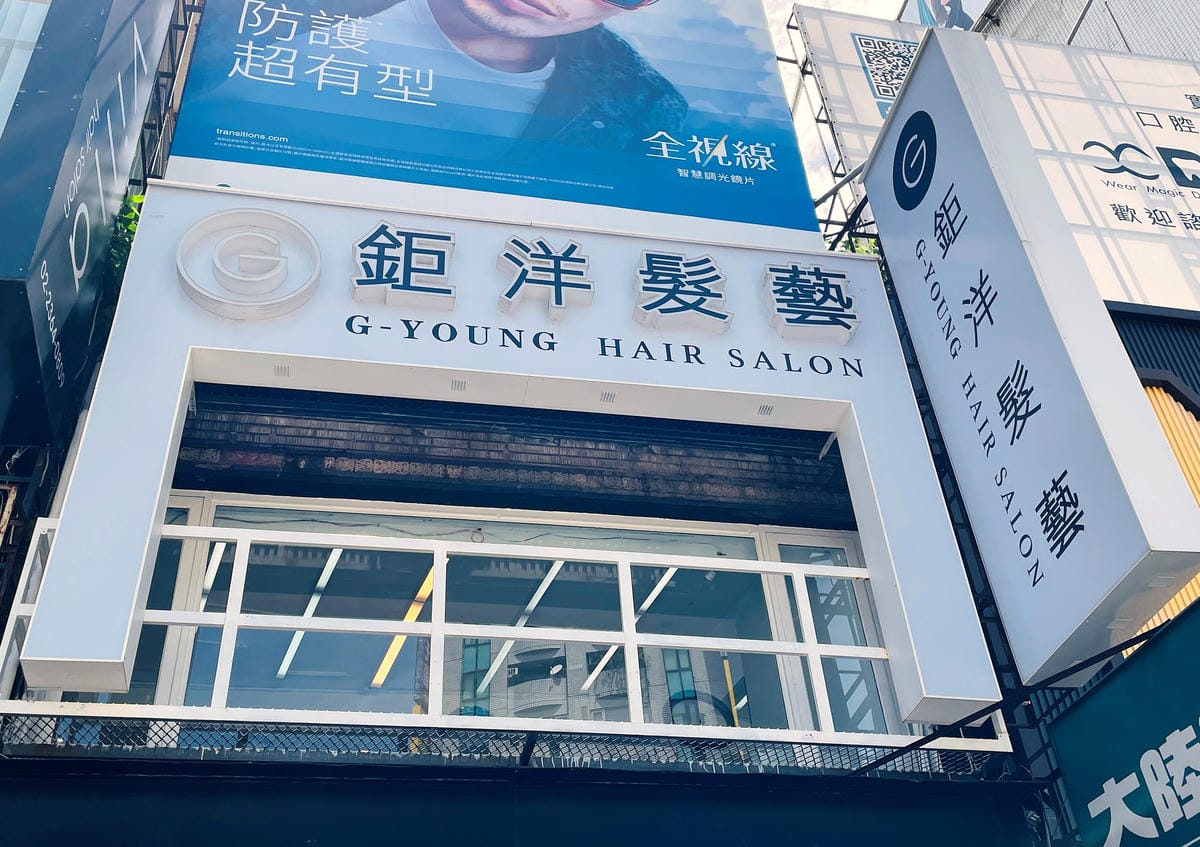 防護
超有型
transitions.com
全視線®
智慧調光鏡片
G
鉅洋髮藝
G-YOUNG HAIR SALON
G
鉅洋髮藝
G-YOUNG HAIR SALON
hair salon
口腔
Wear Magic
歡迎
大陸